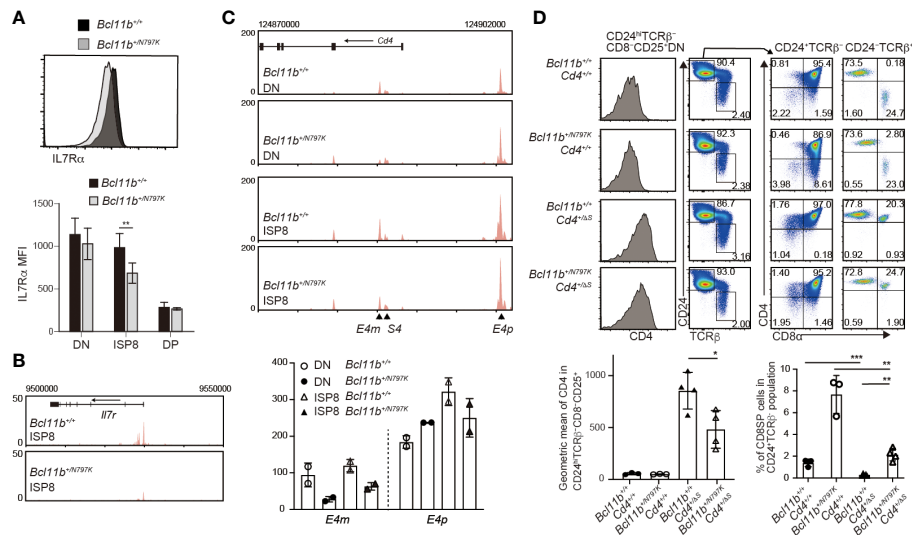 A
Bcl11b+/+
Bcl11b+/N797K
IL7Rα
Bcl11b+/+
Bcl11b+/N797K
**
1500
1000
500
0
IL7Rα MFI
DN
ISP8
DP
B
9500000
9550000
50
Il7r
Bcl11b+/+
ISP8
0
50
Bcl11b+/N797K
ISP8
0
C
124870000
124902000
200
Cd4
Bcl11b+/+
DN
0
200
Bcl11b+/N797K
DN
0
200
Bcl11b+/+
ISP8
0
200
Bcl11b+/N797K
ISP8
0
E4m
S4
E4p
DN Bcl11b+/+
DN Bcl11b+/N797K
ISP8 Bcl11b+/+
ISP8 Bcl11b+/N797K
400
300
200
100
0
E4m
E4p
D
CD24hiTCRβ-
CD8-CD25+DN
CD24+TCRβ-
CD24-TCRβ+
Bcl11b+/+
Cd4+/+
90.4
2.40
0.81
95.4
2.22
1.59
73.5
0.18
1.60
24.7
Bcl11b+/N797K
Cd4+/+
92.3
2.38
0.46
86.9
3.98
8.61
73.6
2.80
0.55
23.0
Bcl11b+/+
Cd4+/ΔS
86.7
3.16
1.76
97.0
1.04
0.18
77.8
20.3
0.92
0.93
Bcl11b+/N797K
Cd4+/ΔS
93.0
2.00
1.40
95.2
1.95
1.46
72.8
24.7
0.59
1.90
CD4
CD24
TCRβ
CD4
CD8α
Geometric mean of CD4 in
CD24hiTCRβ-CD8-CD25+
1000
500
0
*
Bcl11b+/+
Cd4+/+
Bcl11b+/N797K
Cd4+/+
Bcl11b+/+
Cd4+/ΔS
Bcl11b+/N797K
Cd4+/ΔS
% of CD8SP cells in
CD24+TCRβ- population
10
8
6
4
2
0
***
**
**
Bcl11b+/+
Cd4+/+
Bcl11b+/N797K
Cd4+/+
Bcl11b+/+
Cd4+/ΔS
Bcl11b+/N797K
Cd4+/ΔS